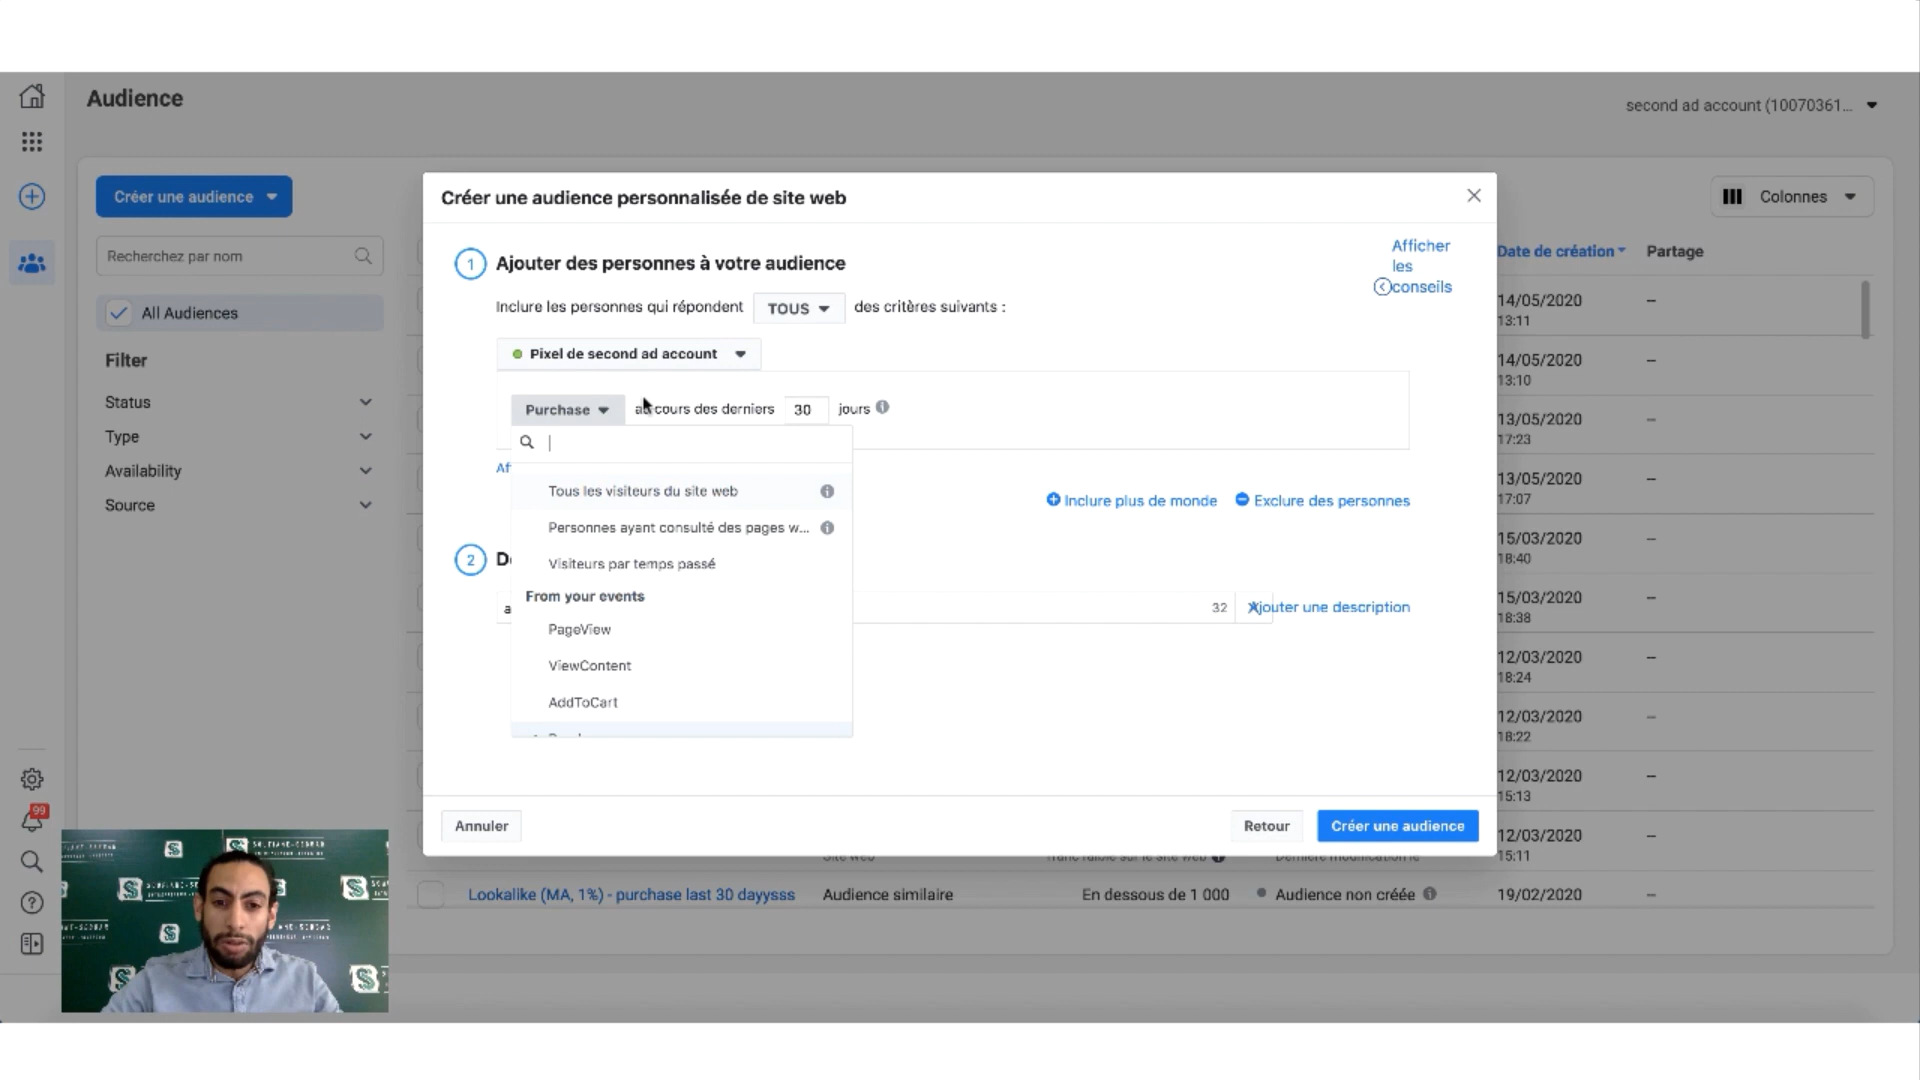 Audience
second ad account (10070361...
Créer une audience
Colonnes
Recherchez par nom
All Audiences
Filter
Status
Type
Availability
Source
Créer une audience personnalisée de site web
1
Ajouter des personnes à votre audience
Afficher
les
conseils
Inclure les personnes qui répondent TOUS des critères suivants :
Pixel de second ad account
Purchase
cours des derniers 30 jours
Af
Tous les visiteurs du site web
Personnes ayant consulté des pages w...
Visiteurs par temps passé
From your events
PageView
ViewContent
AddToCart
Inclure plus de monde
Exclure des personnes
2
a
32
Ajouter une description
Annuler
Retour
Créer une audience
Date de création
Partage
14/05/2020 –
13:11
14/05/2020 –
13:10
13/05/2020 –
17:23
13/05/2020 –
17:07
15/03/2020 –
18:40
15/03/2020 –
18:38
12/03/2020 –
18:24
12/03/2020 –
18:22
12/03/2020 –
15:13
12/03/2020 –
15:11
Lookalike (MA, 1%) - purchase last 30 dayysss Audience similaire En dessous de 1 000 Audience non créée 19/02/2020 –
99